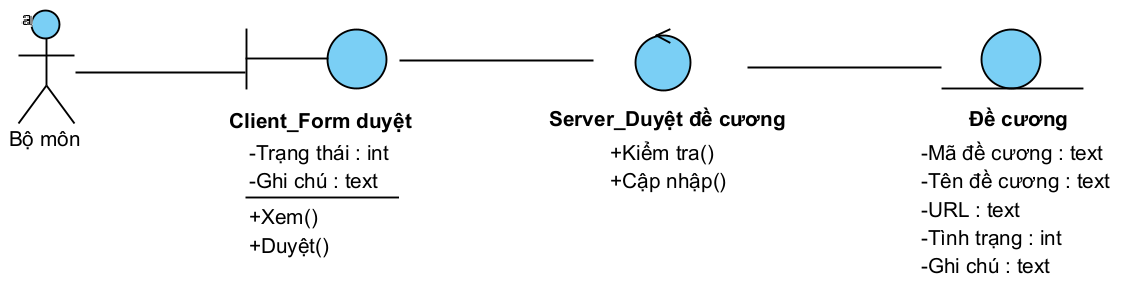 a
Bộ môn
Client_Form duyệt
-Trạng thái : int
-Ghi chú : text
+Xem()
+Duyệt()
Server_Duyệt đề cương
+Kiểm tra()
+Cập nhập()
Đề cương
-Mã đề cương : text
-Tên đề cương : text
-URL : text
-Tình trạng : int
-Ghi chú : text